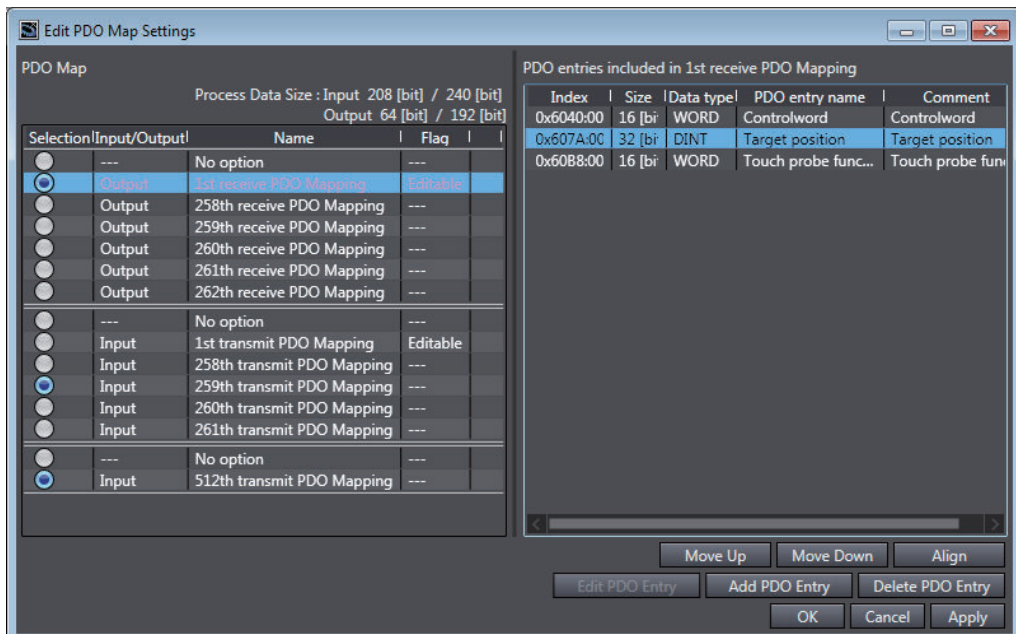 Edit PDO Map Settings
PDO Map
Process Data Size : Input 208 [bit] / 240 [bit]
Output 64 [bit] / 192 [bit]
Selection Input/Output Name Flag
--- No option ---
Output 1st receive PDO Mapping Editable
Output 258th receive PDO Mapping ---
Output 259th receive PDO Mapping ---
Output 260th receive PDO Mapping ---
Output 261th receive PDO Mapping ---
Output 262th receive PDO Mapping ---
--- No option ---
Input 1st transmit PDO Mapping Editable
Input 258th transmit PDO Mapping ---
Input 259th transmit PDO Mapping ---
Input 260th transmit PDO Mapping ---
Input 261th transmit PDO Mapping ---
--- No option ---
Input 512th transmit PDO Mapping ---
PDO entries included in 1st receive PDO Mapping
Index Size Data type PDO entry name Comment
0x6040:00 16 [bi WORD Controlword Controlword
0x607A:00 32 [bi DINT Target position Target position
0x60B8:00 16 [bi WORD Touch probe func... Touch probe fun
Move Up Move Down Align
Edit PDO Entry Add PDO Entry Delete PDO Entry
OK Cancel Apply